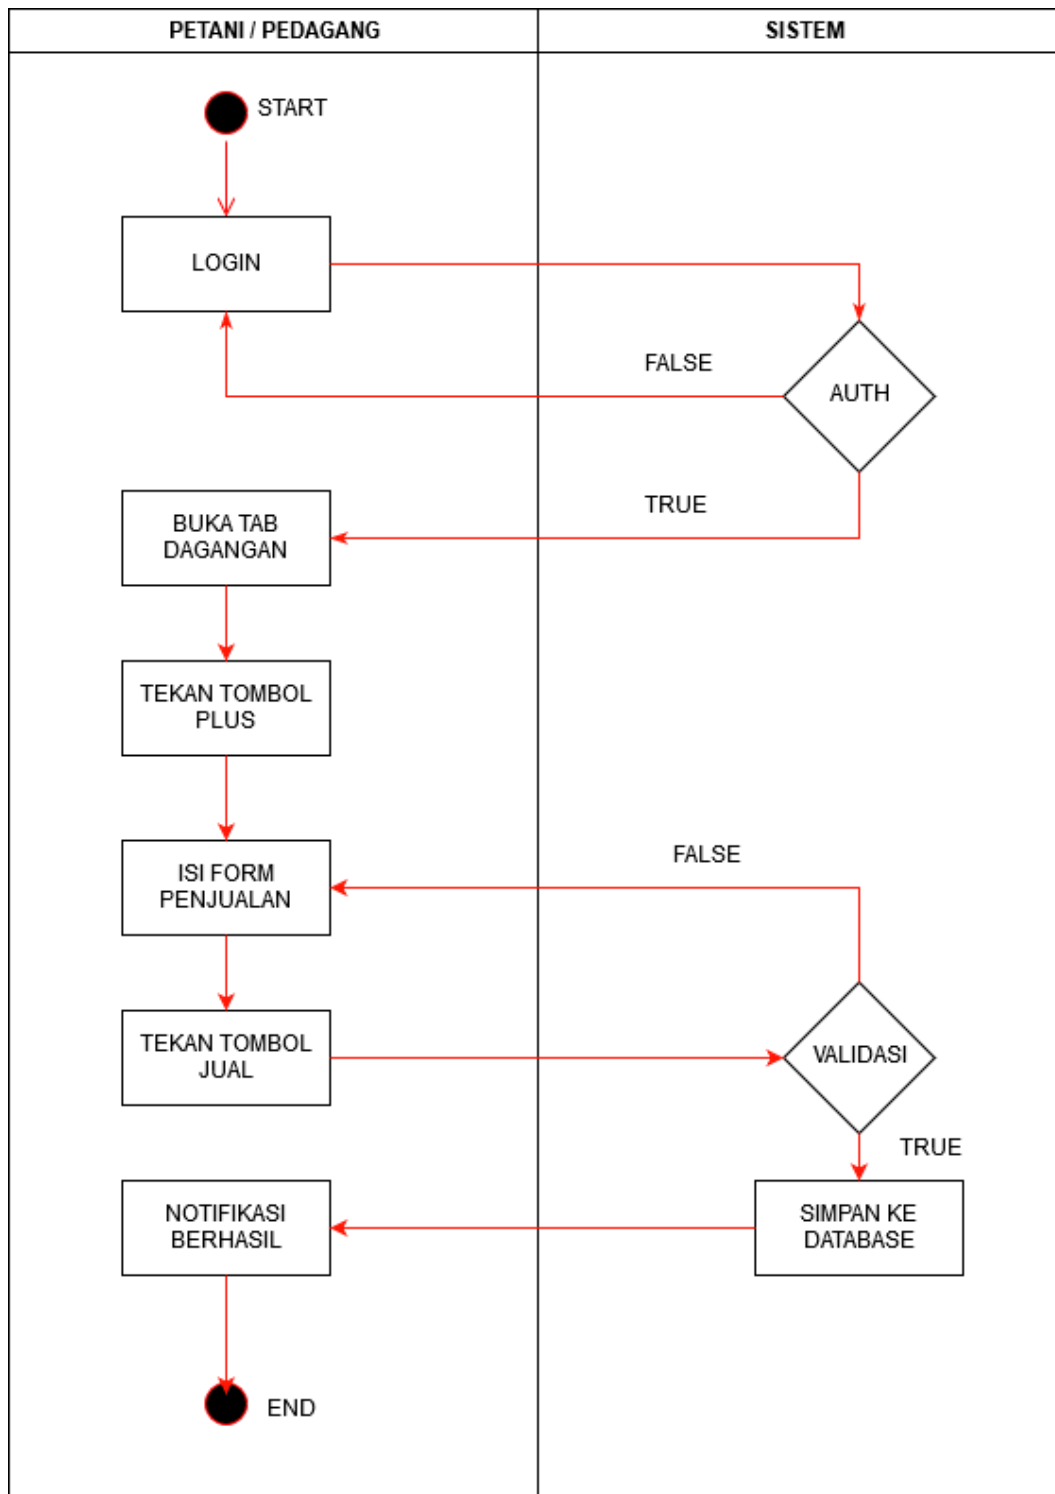 PETANI / PEDAGANG
SISTEM
START
LOGIN
FALSE
AUTH
TRUE
BUKA TAB
DAGANGAN
TEKAN TOMBOL
PLUS
FALSE
ISI FORM
PENJUALAN
TEKAN TOMBOL
JUAL
VALIDASI
TRUE
SIMPAN KE
DATABASE
NOTIFIKASI
BERHASIL
END